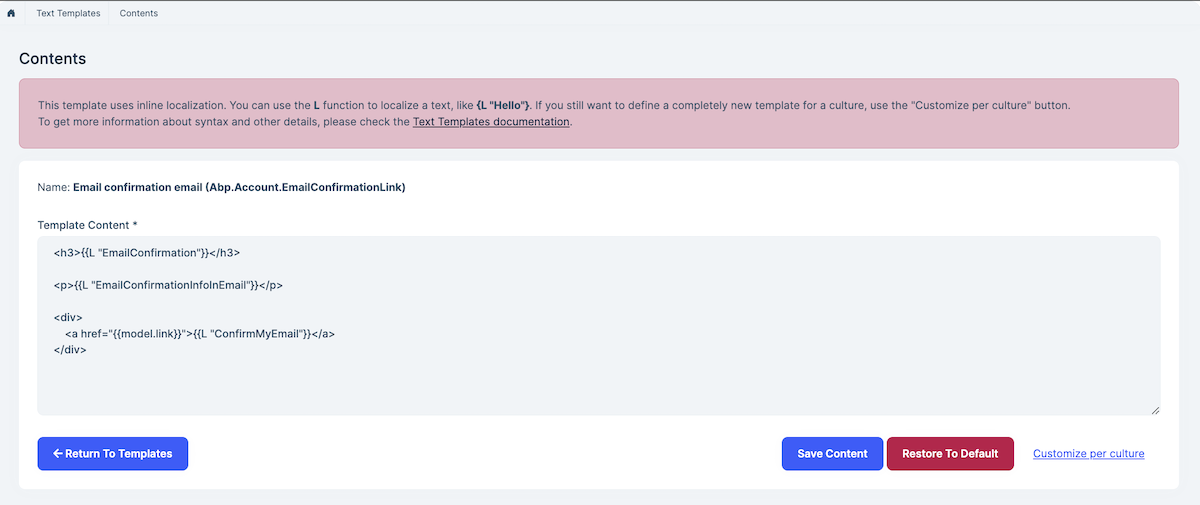 Text Templates Contents
Contents
This template uses inline localization. You can use the L function to localize a text, like {L "Hello"}. If you still want to define a completely new template for a culture, use the "Customize per culture" button.
To get more information about syntax and other details, please check the Text Templates documentation.
Name: Email confirmation email (Abp.Account.EmailConfirmationLink)
Template Content *
<h3>{{L "EmailConfirmation"}}</h3>
<p>{{L "EmailConfirmationInfoInEmail"}}</p>
<div>
<a href="{{model.link}}">{{L "ConfirmMyEmail"}}</a>
</div>
Return To Templates Save Content Restore To Default Customize per culture